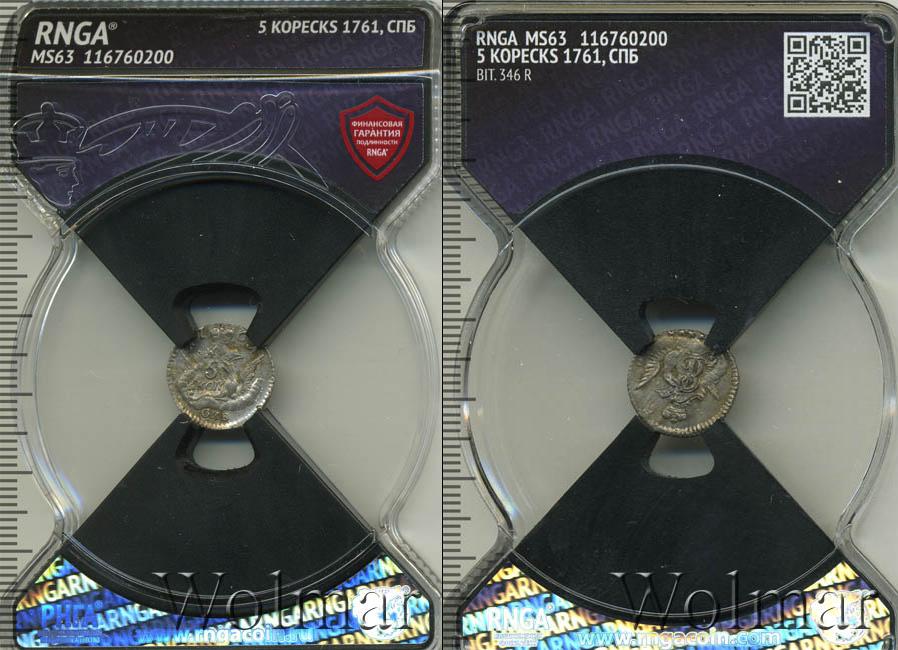 RNGA®
5 KOPECKS 1761, СПБ
MS63 116760200
ФИНАНСОВАЯ
ГАРАНТИЯ
ПОДЛИННОСТИ
RNGA®
RNGA MS63 116760200
5 KOPECKS 1761, СПБ
BIT. 346 R
RNGA®
www.rngacoin.com
Wolmar
Wolmar